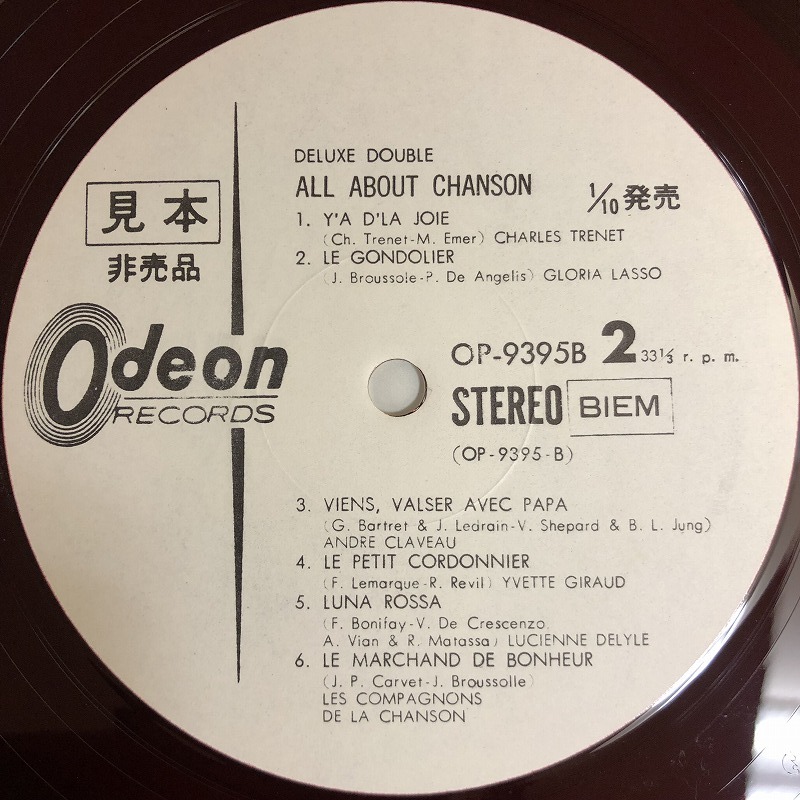 DELUXE DOUBLE
ALL ABOUT CHANSON
1/10発売
見本
非売品
1. Y'A D'LA JOIE
(Ch. Trenet-M. Emer) CHARLES TRENET
2. LE GONDOLIER
(J. Broussole-P. De Angelis) GLORIA LASSO
Odeon
RECORDS
OP-9395B 2 33⅓ r. p. m.
STEREO BIEM
(OP-9395-B)
3. VIENS, VALSER AVEC PAPA
(G. Bartret & J. Ledrain-V. Shepard & B. L. Jung)
ANDRE CLAVEAU
4. LE PETIT CORDONNIER
(F. Lemarque-R. Revil) YVETTE GIRAUD
5. LUNA ROSSA
(F. Bonifay-V. De Crescenzo,
A. Vian & R. Matassa) LUCIENNE DELYLE
6. LE MARCHAND DE BONHEUR
(J. P. Carvet-J. Broussolle)
LES COMPAGNONS
DE LA CHANSON